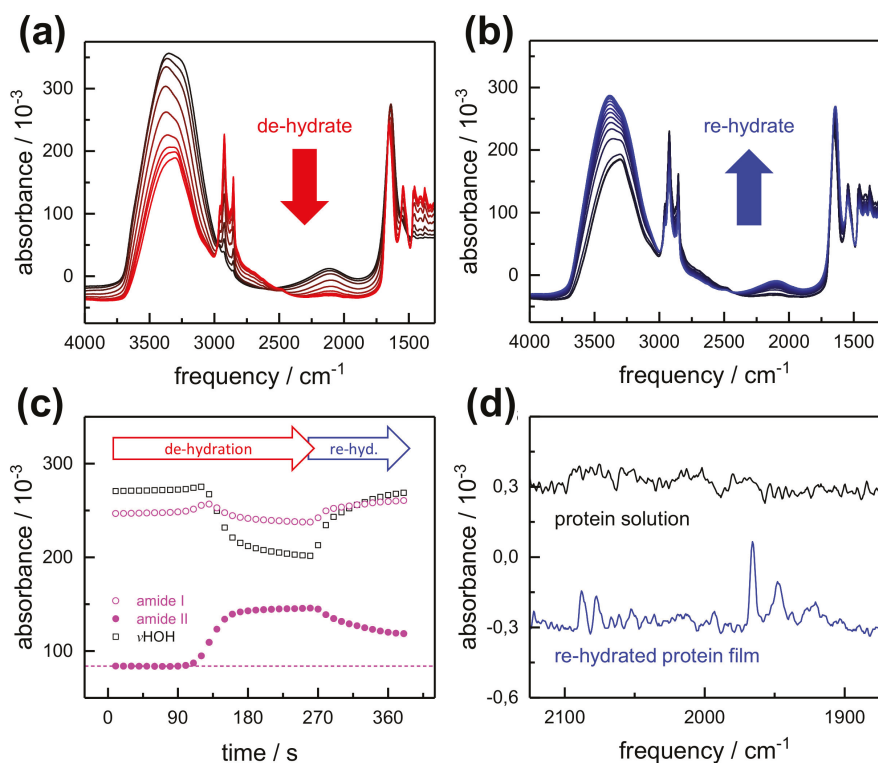 (a)
absorbance / 10⁻³
300
200
100
0
de-hydrate
4000 3500 3000 2500 2000 1500
frequency / cm⁻¹
(b)
absorbance / 10⁻³
300
200
100
0
re-hydrate
4000 3500 3000 2500 2000 1500
frequency / cm⁻¹
(c)
absorbance / 10⁻³
300
250
200
100
de-hydration
re-hyd.
amide I
amide II
νHOH
0 90 180 270 360
time / s
(d)
absorbance / 10⁻³
0,3
0,0
-0,3
-0,6
protein solution
re-hydrated protein film
2100 2000 1900
frequency / cm⁻¹